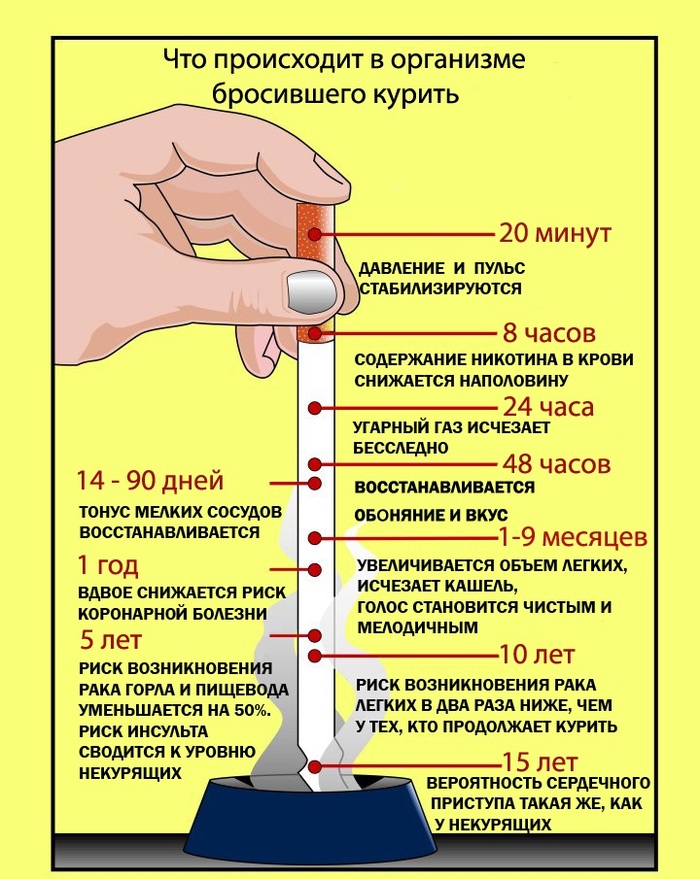 Что происходит в организме
бросившего курить
20 минут
ДАВЛЕНИЕ И ПУЛЬС
СТАБИЛИЗИРУЮТСЯ
8 часов
СОДЕРЖАНИЕ НИКОТИНА В КРОВИ
СНИЖАЕТСЯ НАПОЛОВИНУ
24 часа
УГАРНЫЙ ГАЗ ИСЧЕЗАЕТ
БЕССЛЕДНО
48 часов
ВОССТАНАВЛИВАЕТСЯ
ОБОНЯНИЕ И ВКУС
14 - 90 дней
ТОНУС МЕЛКИХ СОСУДОВ
ВОССТАНАВЛИВАЕТСЯ
1-9 месяцев
УВЕЛИЧИВАЕТСЯ ОБЪЕМ ЛЕГКИХ,
ИСЧЕЗАЕТ КАШЕЛЬ,
ГОЛОС СТАНОВИТСЯ ЧИСТЫМ И
МЕЛОДИЧНЫМ
1 год
ВДВОЕ СНИЖАЕТСЯ РИСК
КОРОНАРНОЙ БОЛЕЗНИ
5 лет
РИСК ВОЗНИКНОВЕНИЯ
РАКА ГОРЛА И ПИЩЕВОДА
УМЕНЬШАЕТСЯ НА 50%.
РИСК ИНСУЛЬТА
СВОДИТСЯ К УРОВНЮ
НЕКУРЯЩИХ
10 лет
РИСК ВОЗНИКОВЕНИЯ РАКА
ЛЕГКИХ В ДВА РАЗА НИЖЕ, ЧЕМ
У ТЕХ, КТО ПРОДОЛЖАЕТ КУРИТЬ
15 лет
ВЕРОЯТНОСТЬ СЕРДЕЧНОГО
ПРИСТУПА ТАКАЯ ЖЕ, КАК
У НЕКУРЯЩИХ